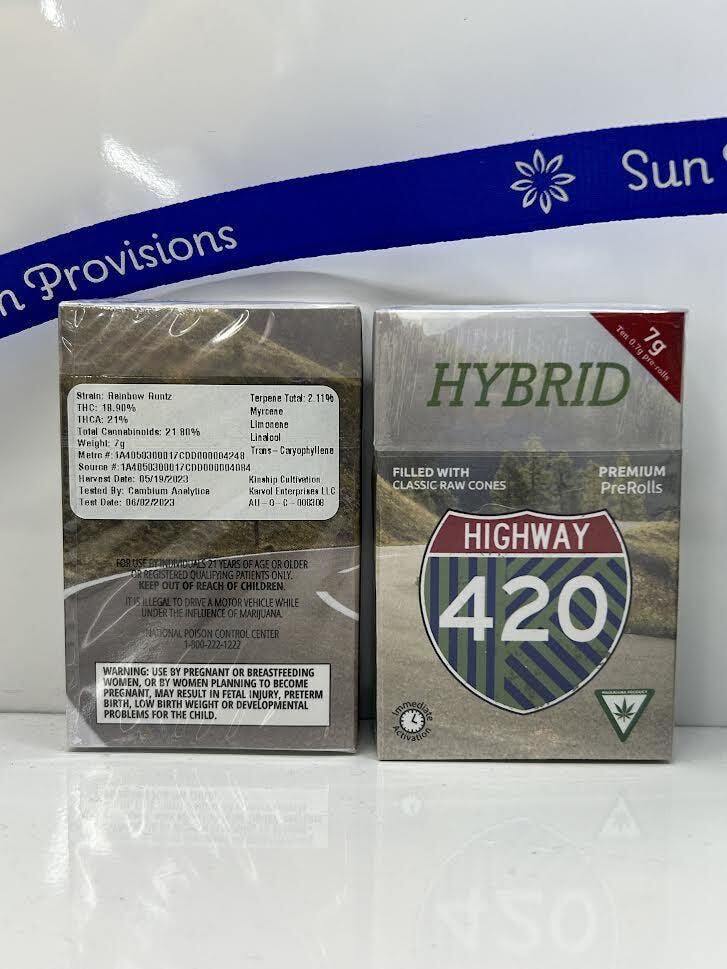 n Provisions
Sun
Strain: Rainbow Runtz
THC: 18.90%
THCA: 21%
Total Cannabinoids: 21.80%
Weight: 7g
Metrc #: 1A4050300017CDD000004248
Source #: 1A4050300017CDD000004084
Harvest Date: 05/19/2023
Tested By: Cambium Analytica
Test Date: 06/02/2023
Terpene Total: 2.11%
Myrcene
Limonene
Linalool
Trans-Caryophyllene
Kinship Cultivation
Karvol Enterprises LLC
AU-G-C-000306
FOR USE BY INDIVIDUALS 21 YEARS OF AGE OR OLDER
OR REGISTERED QUALIFYING PATIENTS ONLY.
KEEP OUT OF REACH OF CHILDREN.
IT IS ILLEGAL TO DRIVE A MOTOR VEHICLE WHILE
UNDER THE INFLUENCE OF MARIJUANA.
NATIONAL POISON CONTROL CENTER
1-800-222-1222
WARNING: USE BY PREGNANT OR BREASTFEEDING
WOMEN, OR BY WOMEN PLANNING TO BECOME
PREGNANT, MAY RESULT IN FETAL INJURY, PRETERM
BIRTH, LOW BIRTH WEIGHT OR DEVELOPMENTAL
PROBLEMS FOR THE CHILD.
7g
Ten 0.7g pre-rolls
HYBRID
FILLED WITH
CLASSIC RAW CONES
PREMIUM
PreRolls
HIGHWAY
420
Immediate
Activation
MARIJUANA PRODUCT